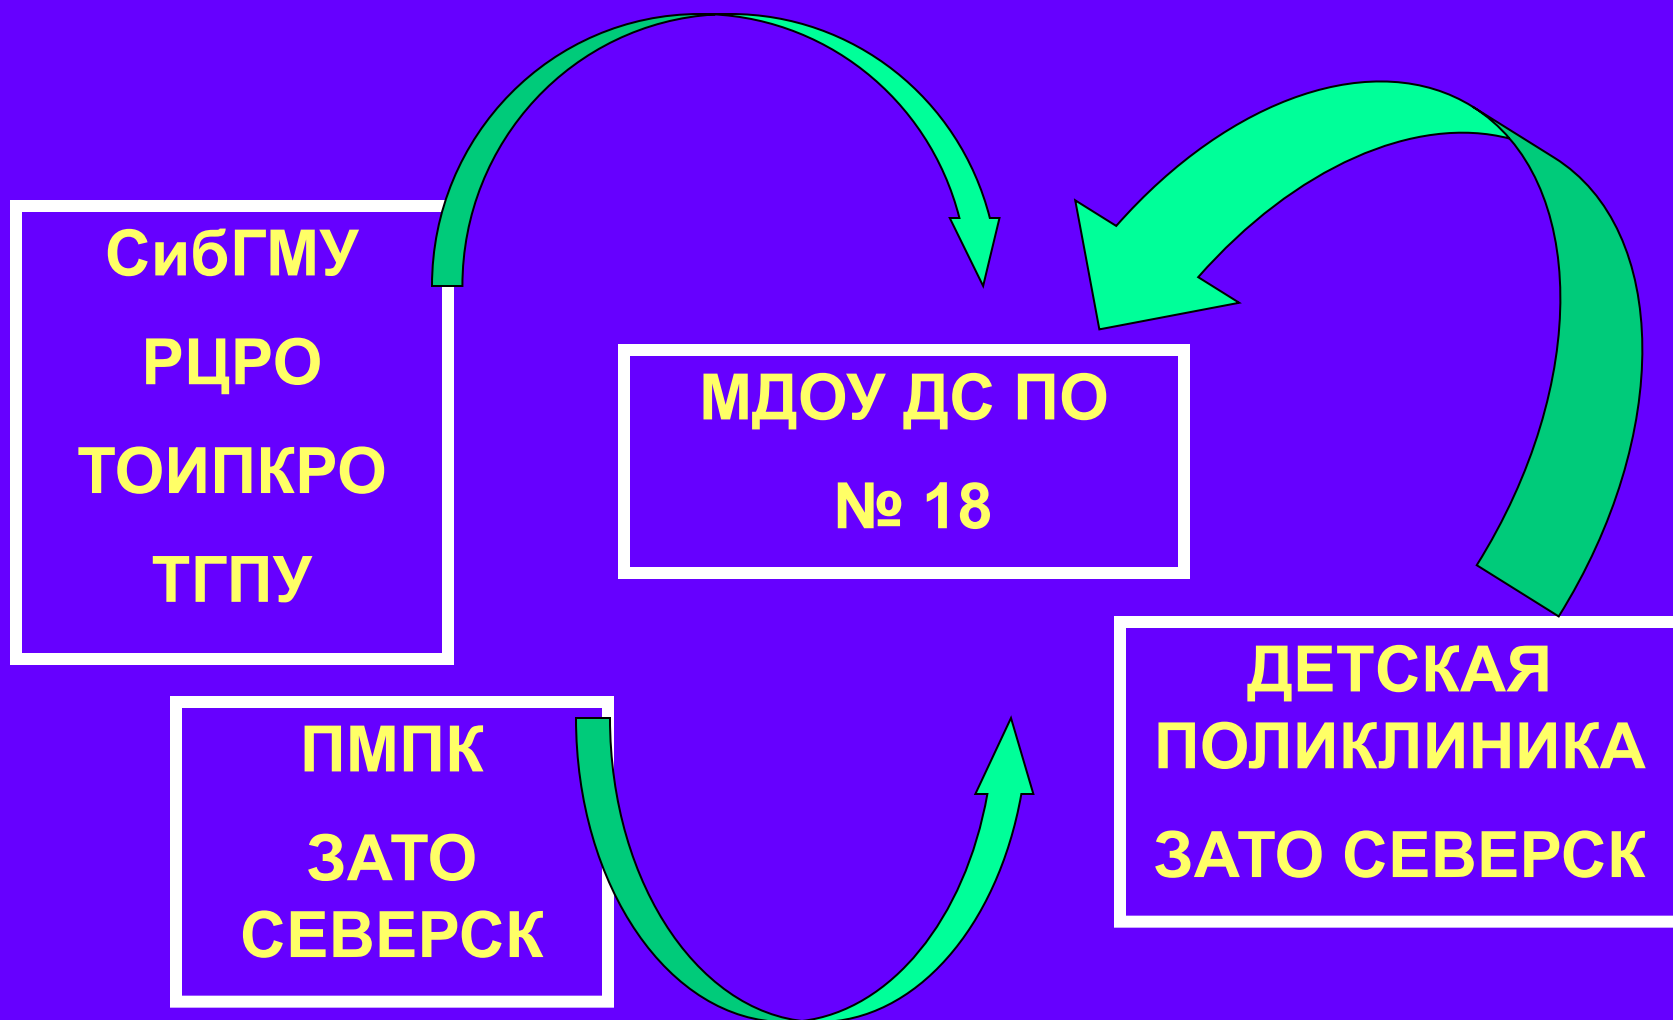 СибГМУ
РЦРО
ТОИПКРО
ТГПУ
МДОУ ДС ПО
№ 18
ПМПК
ЗАТО
СЕВЕРСК
ДЕТСКАЯ
ПОЛИКЛИНИКА
ЗАТО СЕВЕРСК